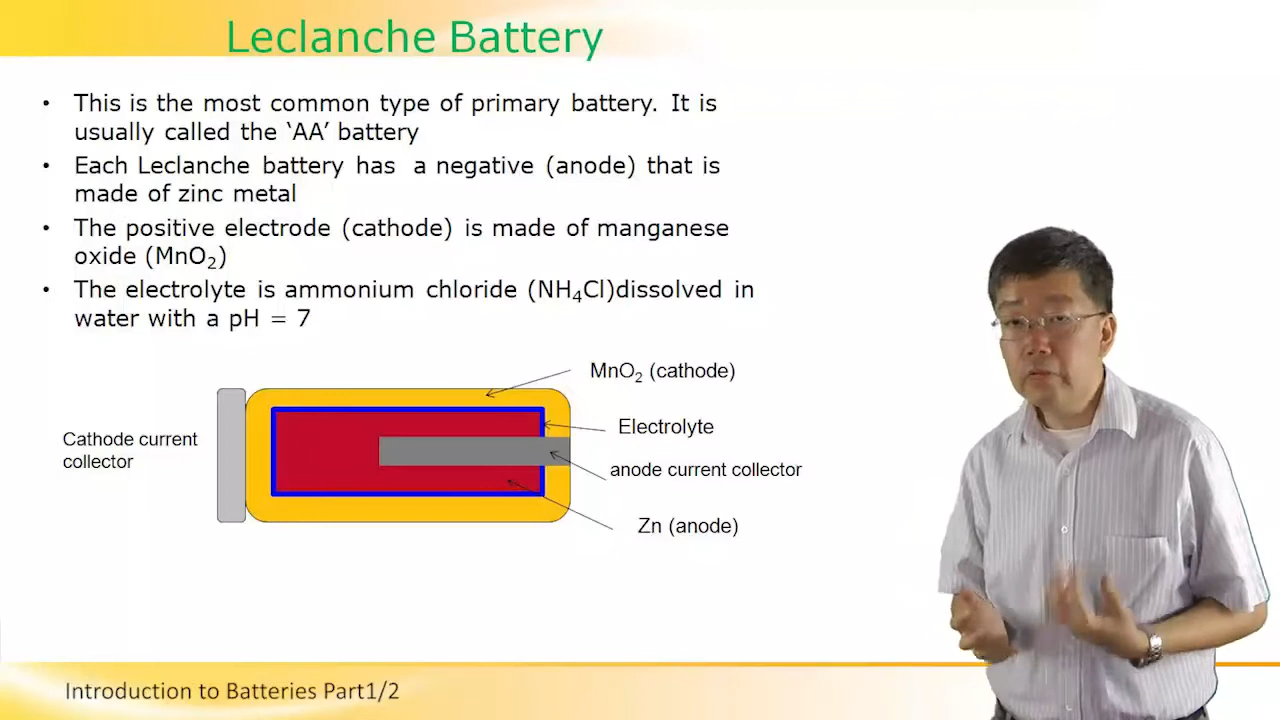 Leclanche Battery
• This is the most common type of primary battery. It is
usually called the ‘AA’ battery
• Each Leclanche battery has a negative (anode) that is
made of zinc metal
• The positive electrode (cathode) is made of manganese
oxide (MnO₂)
• The electrolyte is ammonium chloride (NH₄Cl)dissolved in
water with a pH = 7
MnO₂ (cathode)
Electrolyte
Cathode current
collector
anode current collector
Zn (anode)
Introduction to Batteries Part1/2